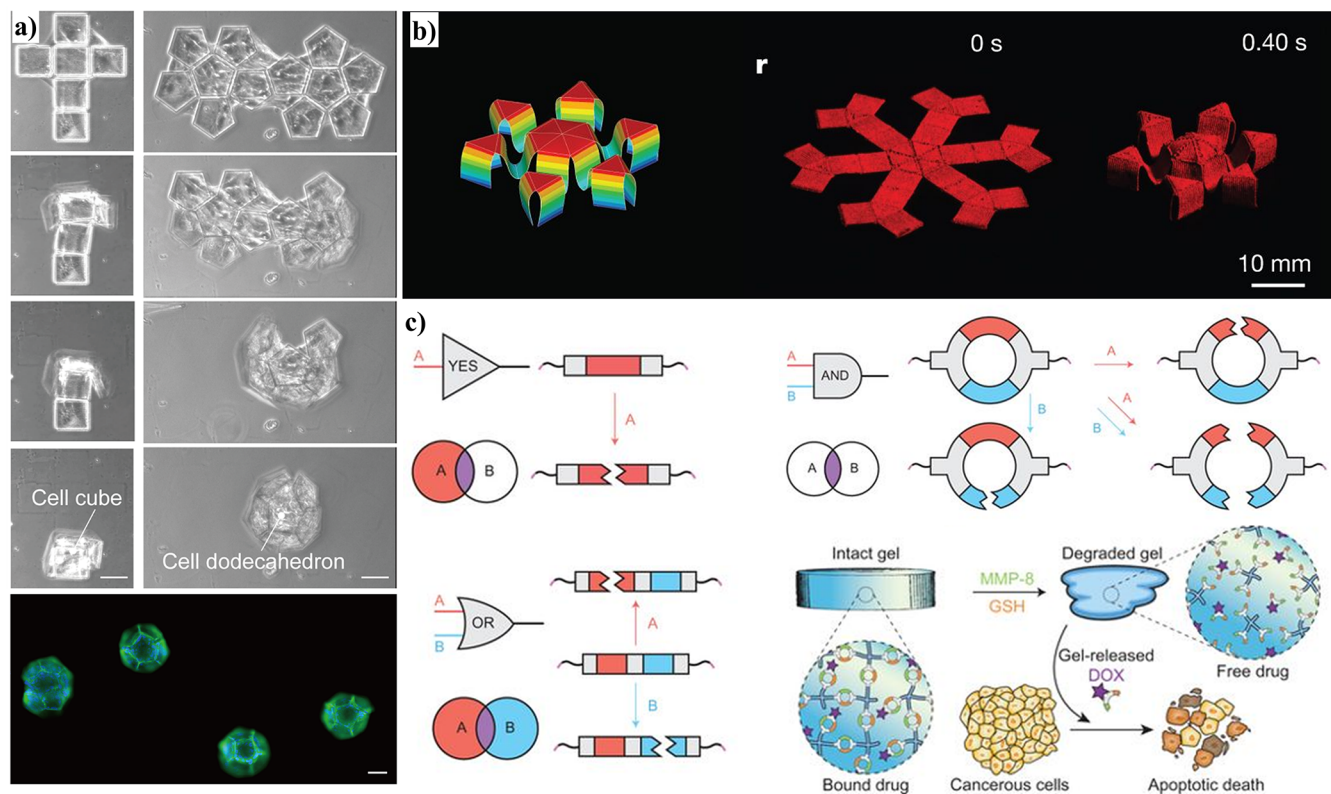 a)
Cell cube
Cell dodecahedron
b)
r
0 s
0.40 s
10 mm
c)
A
YES
A
A
B
A
B
AND
A
B
A
B
A
B
A
B
OR
A
B
A
B
Intact gel
MMP-8
GSH
Degraded gel
Bound drug
Gel-released
DOX
Free drug
Cancerous cells
Apoptotic death